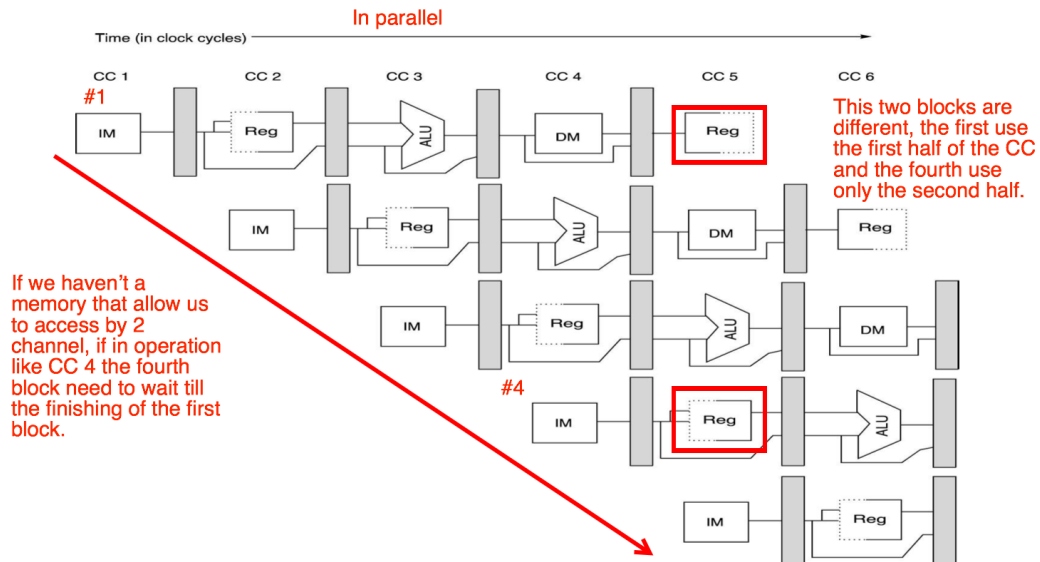 In parallel
Time (in clock cycles)
CC 1 CC 2 CC 3 CC 4 CC 5 CC 6
#1
IM Reg ALU DM Reg
This two blocks are
different, the first use
the first half of the CC
and the fourth use
only the second half.
IM Reg ALU DM Reg
If we haven't a
memory that allow us
to access by 2
channel, if in operation
like CC 4 the fourth
block need to wait till
the finishing of the first
block.
IM Reg ALU DM
#4
IM Reg ALU
IM Reg